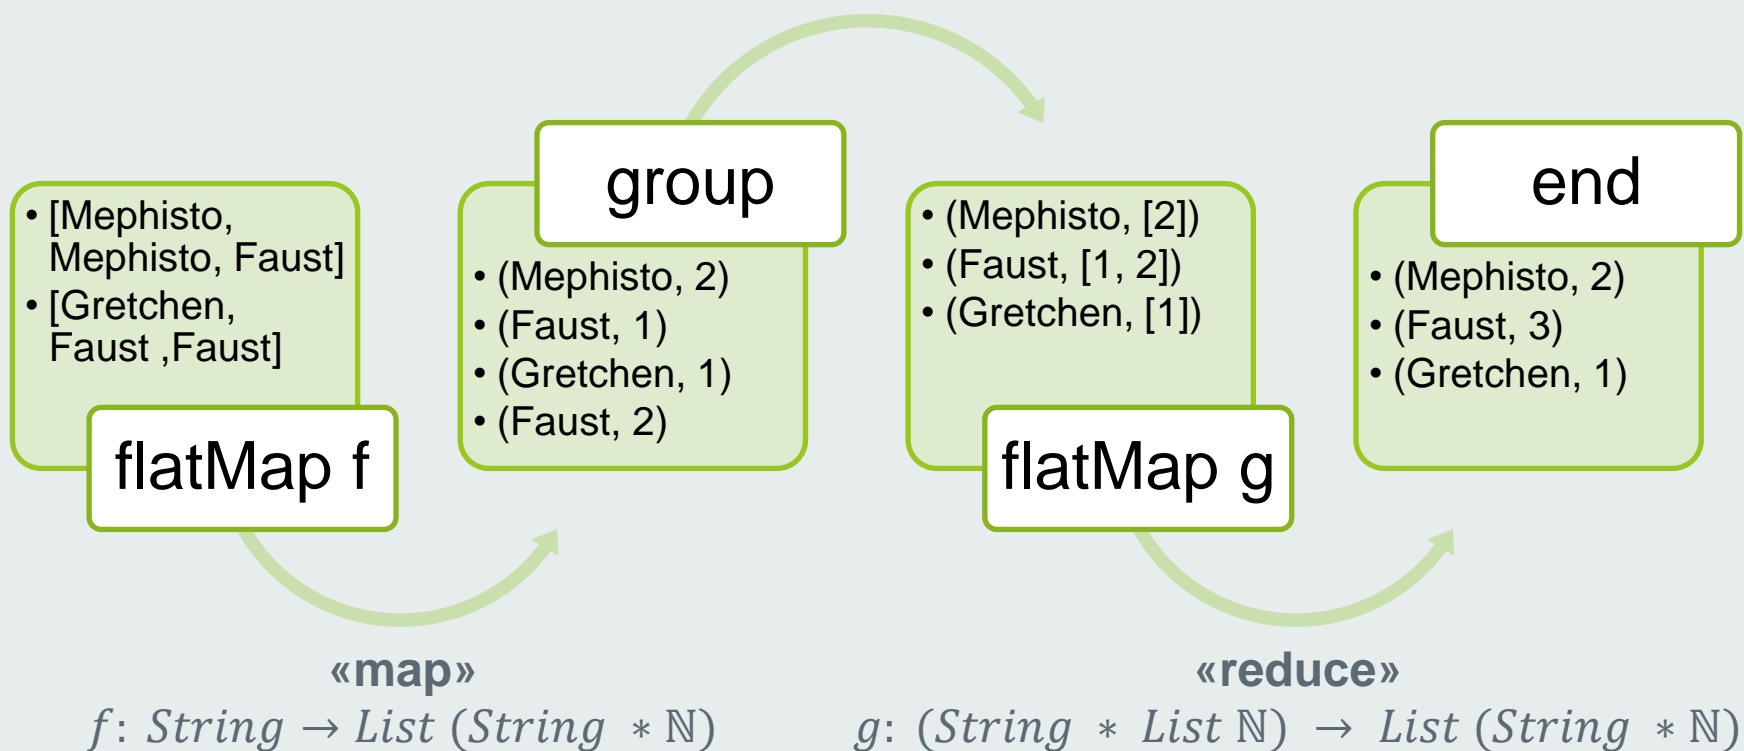 • [Mephisto,
Mephisto, Faust]
• [Gretchen,
Faust ,Faust]
flatMap f
group
• (Mephisto, 2)
• (Faust, 1)
• (Gretchen, 1)
• (Faust, 2)
• (Mephisto, [2])
• (Faust, [1, 2])
• (Gretchen, [1])
flatMap g
end
• (Mephisto, 2)
• (Faust, 3)
• (Gretchen, 1)
«map»
f: String → List (String * ℕ)
«reduce»
g: (String * List ℕ) → List (String * ℕ)